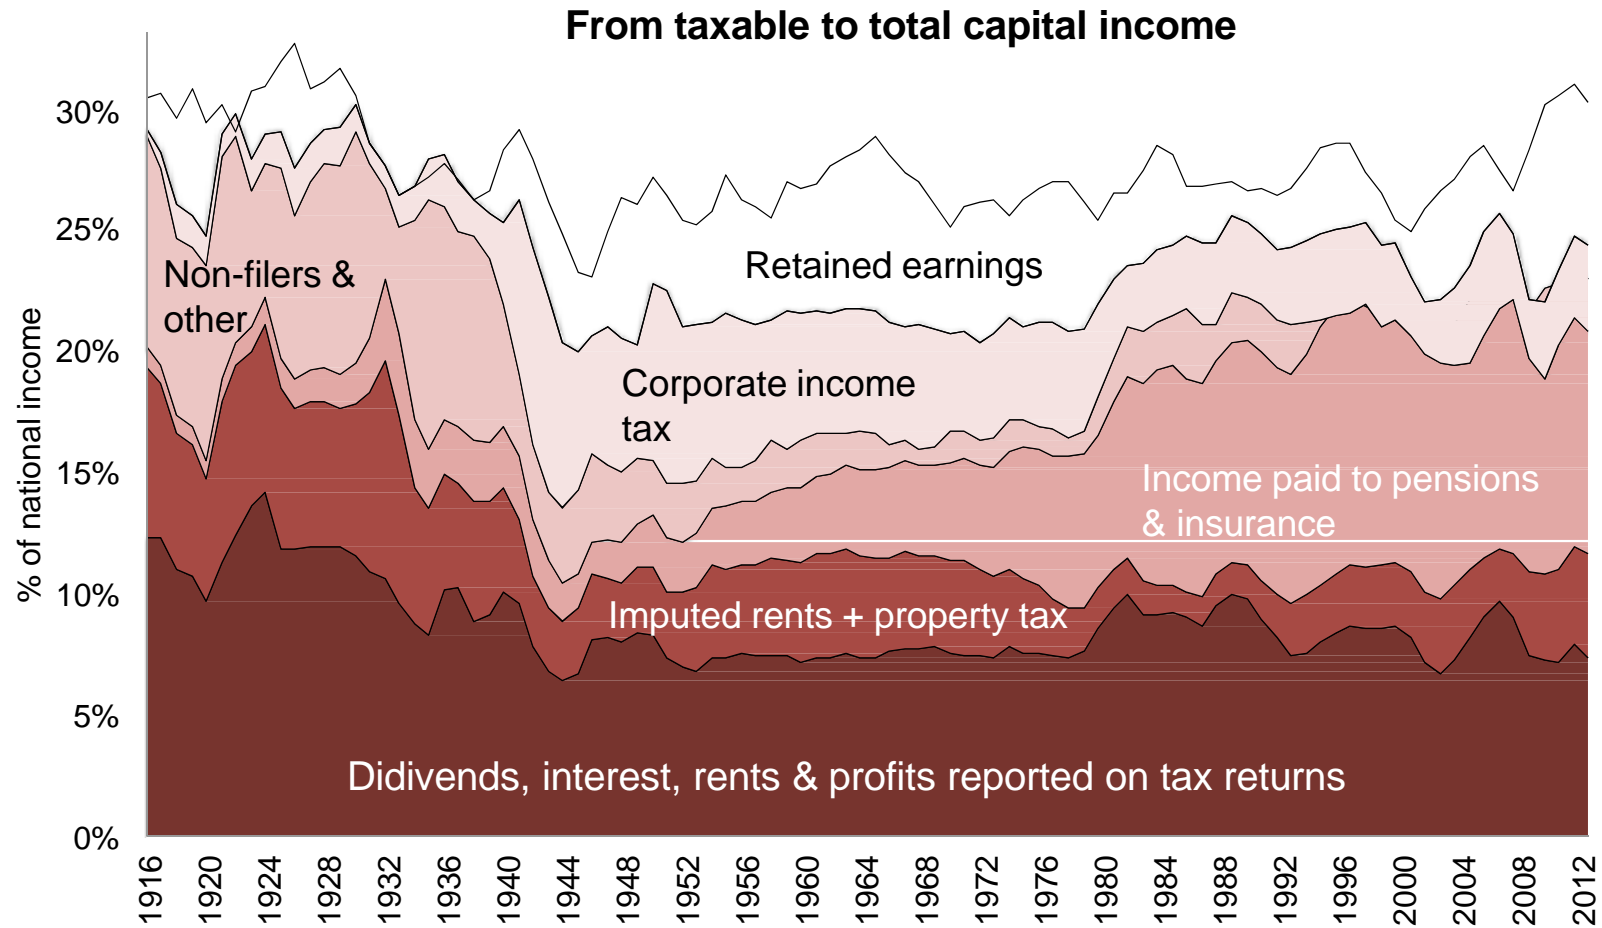 From taxable to total capital income
% of national income
30%
25%
20%
15%
10%
5%
0%
Non-filers &
other
Retained earnings
Corporate income
tax
Income paid to pensions
& insurance
Imputed rents + property tax
Didivends, interest, rents & profits reported on tax returns
1916
1920
1924
1928
1932
1936
1940
1944
1948
1952
1956
1960
1964
1968
1972
1976
1980
1984
1988
1992
1996
2000
2004
2008
2012